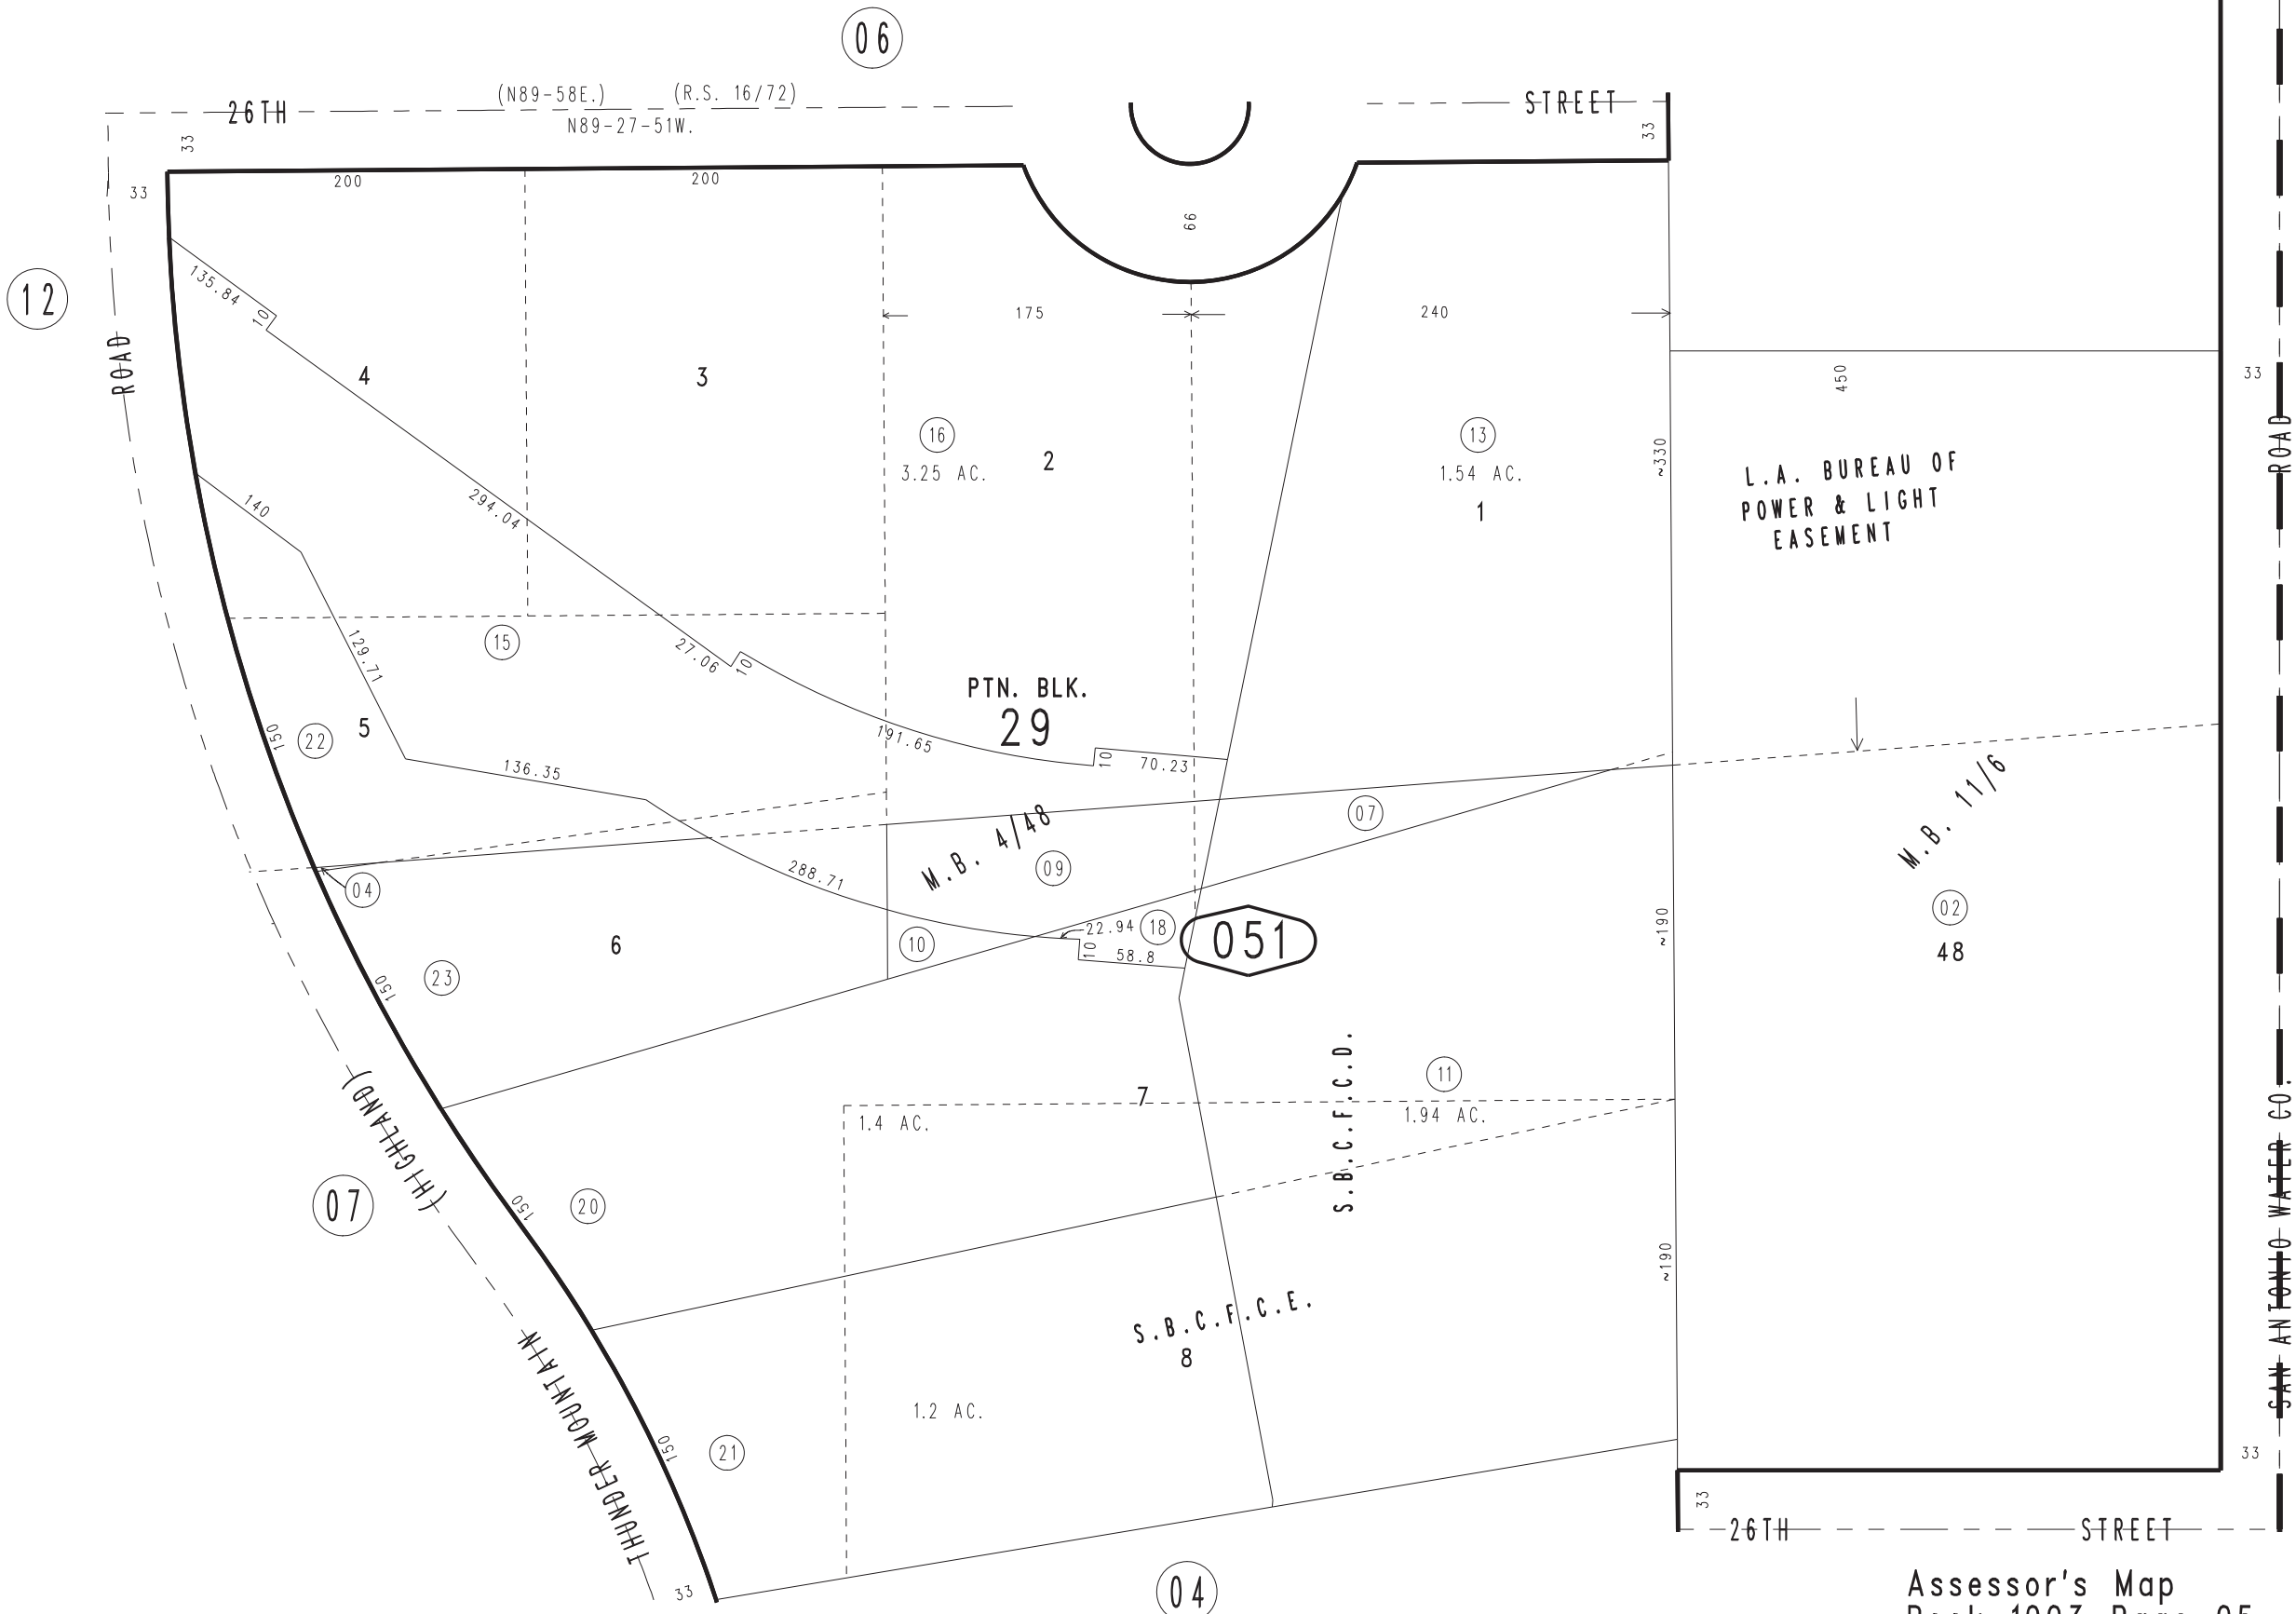 06
(N89-58E.) (R.S. 16/72)
26TH STREET
N89-27-51W.
33
33
33
200
200
66
12
135.84
10
175
240
ROAD
4
3
450
33
ROAD
16
3.25 AC.
2
13
1.54 AC.
1
~330
L.A. BUREAU OF
POWER & LIGHT
EASEMENT
140
294.04
15
129.71
27.06
10
PTN. BLK.
29
22
5
150
191.65
10
70.23
136.35
M.B. 4/48
07
M.B. 11/6
09
288.71
04
02
48
~190
22.94
18
051
10
58.8
10
6
23
150
S.B.C.F.C.D.
11
1.94 AC.
7
1.4 AC.
(HIGHLAND)
07
20
150
~190
SAN ANTONIO WATER CO.
S.B.C.F.C.E.
8
THUNDER MOUNTAIN
1.2 AC.
21
150
33
33
33
26TH STREET
04
Assessor's Map
Book 1003 Page 05